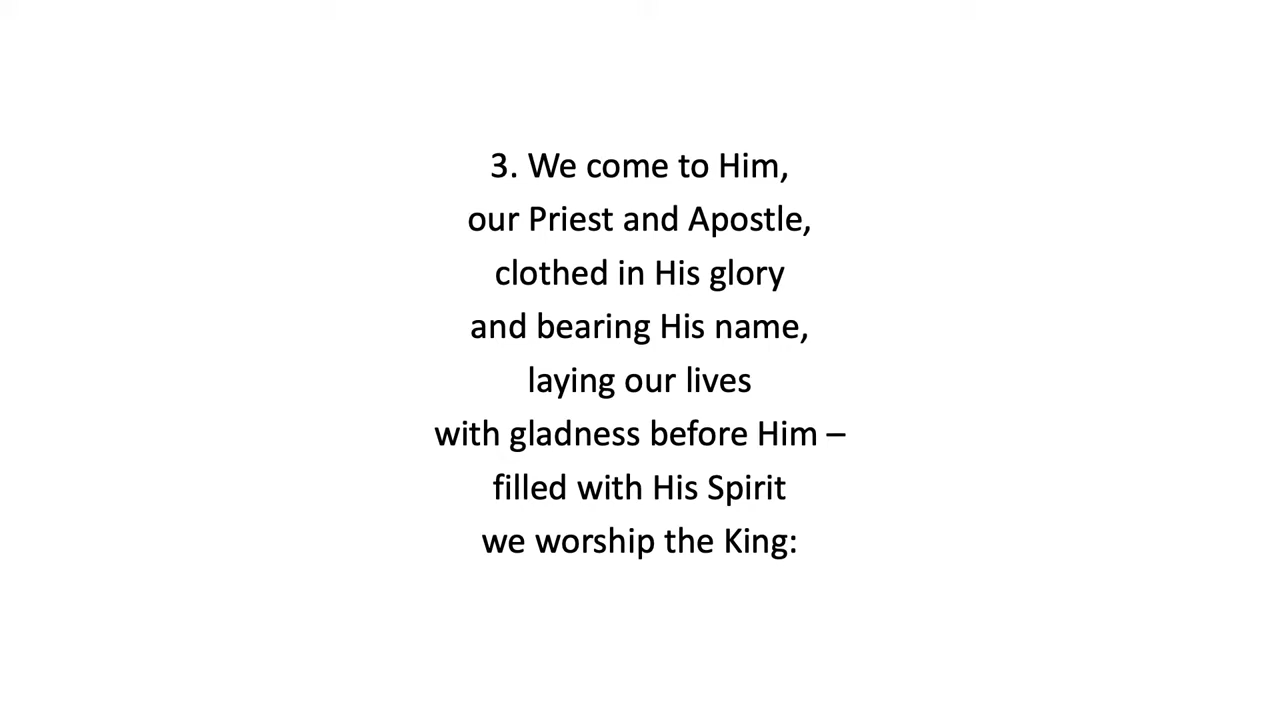 3. We come to Him,
our Priest and Apostle,
clothed in His glory
and bearing His name,
laying our lives
with gladness before Him –
filled with His Spirit
we worship the King: